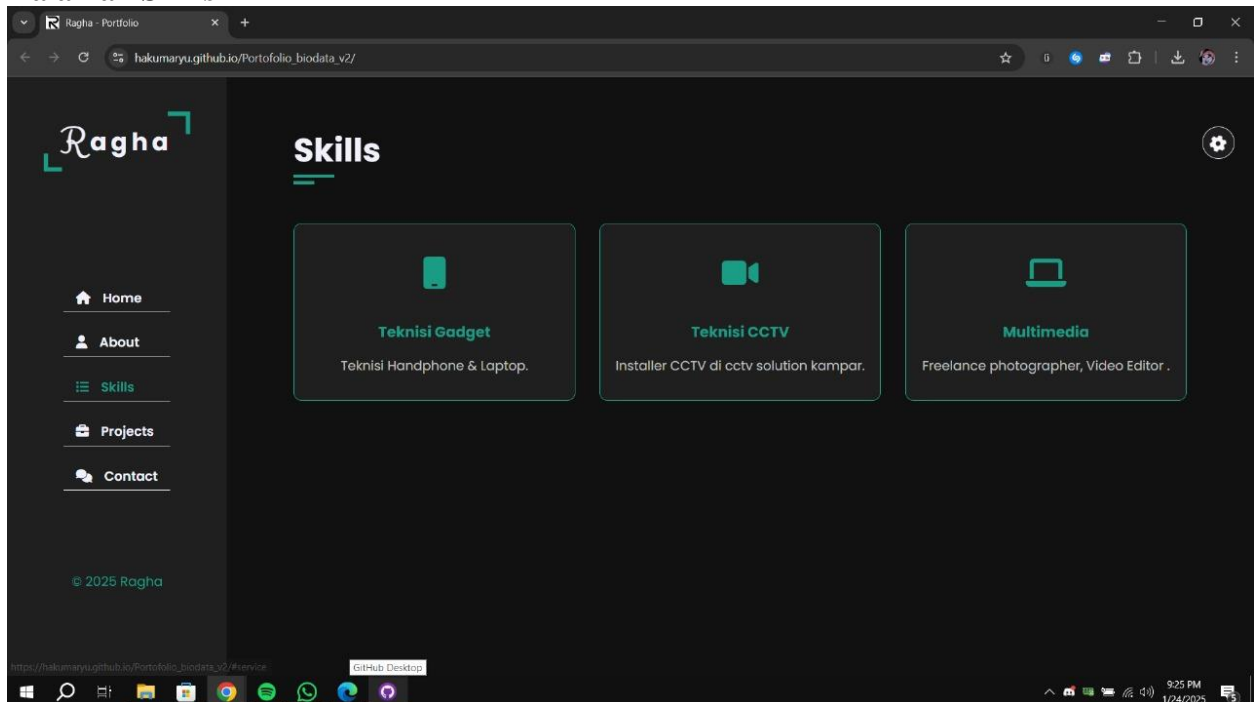 Ragha - Portfolio
hakumaryu.github.io/Portofolio_biodata_v2/
Ragha
Skills
Home
About
Skills
Projects
Contact
Teknisi Gadget
Teknisi Handphone & Laptop.
Teknisi CCTV
Installer CCTV di cctv solution kampar.
Multimedia
Freelance photographer, Video Editor .
© 2025 Ragha
https://hakumaryu.github.io/Portofolio_biodata_v2/#service
GitHub Desktop
9:25 PM
1/24/2025